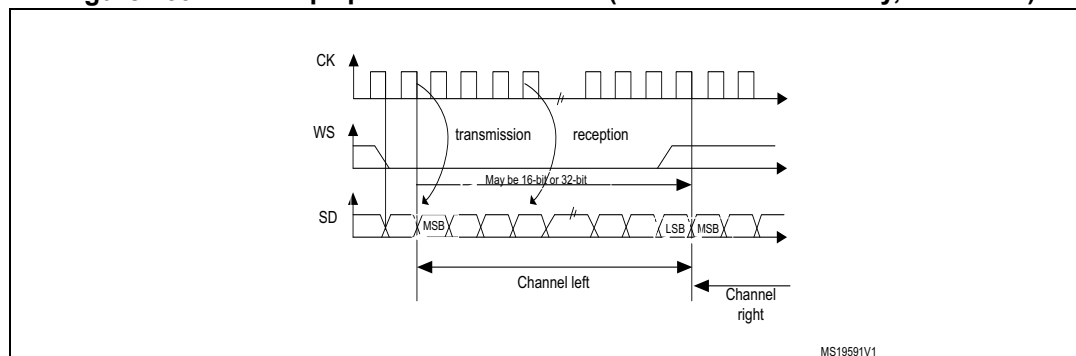 CK
WS
transmission reception
May be 16-bit or 32-bit
SD
MSB LSB MSB
Channel left
Channel
right
MS19591V1